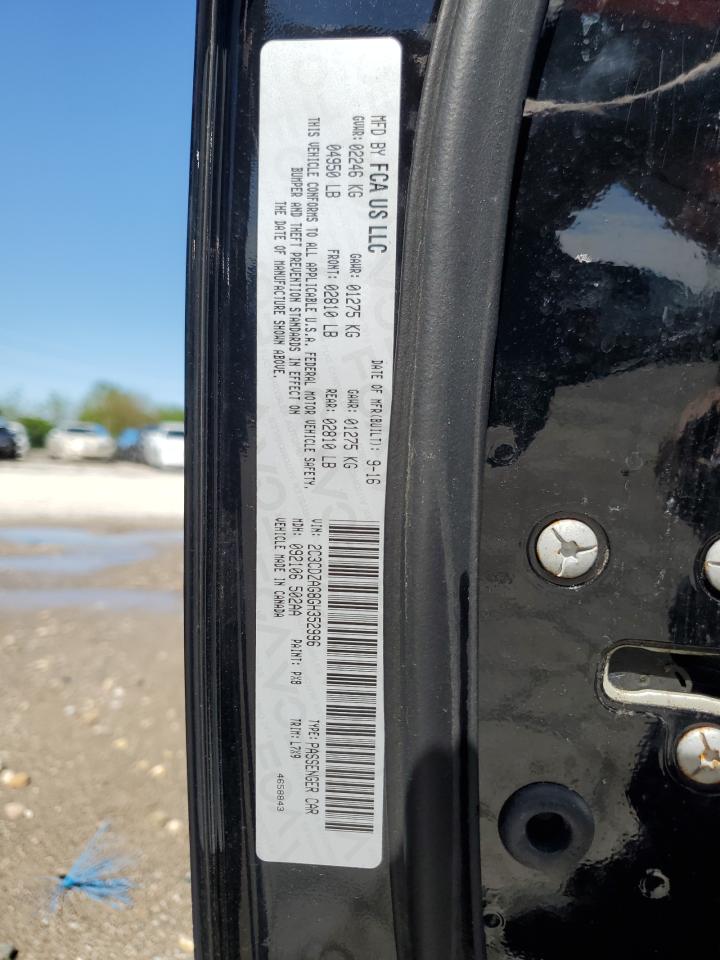 MFD BY FCA US LLC
DATE OF MFR(BUILT): 9-16
GVWR: 02246 KG
GAWR: 01275 KG
GAWR: 01275 KG
04950 LB
FRONT: 02810 LB
REAR: 02810 LB
THIS VEHICLE CONFORMS TO ALL APPLICABLE U.S.A. FEDERAL MOTOR VEHICLE SAFETY,
BUMPER AND THEFT PREVENTION STANDARDS IN EFFECT ON
THE DATE OF MANUFACTURE SHOWN ABOVE.
VIN: 2C3CDZAG8GH352996
TYPE: PASSENGER CAR
MDH: 092106 502AA
PAINT: PX8
TRIM: L7X9
VEHICLE MADE IN CANADA
4658843